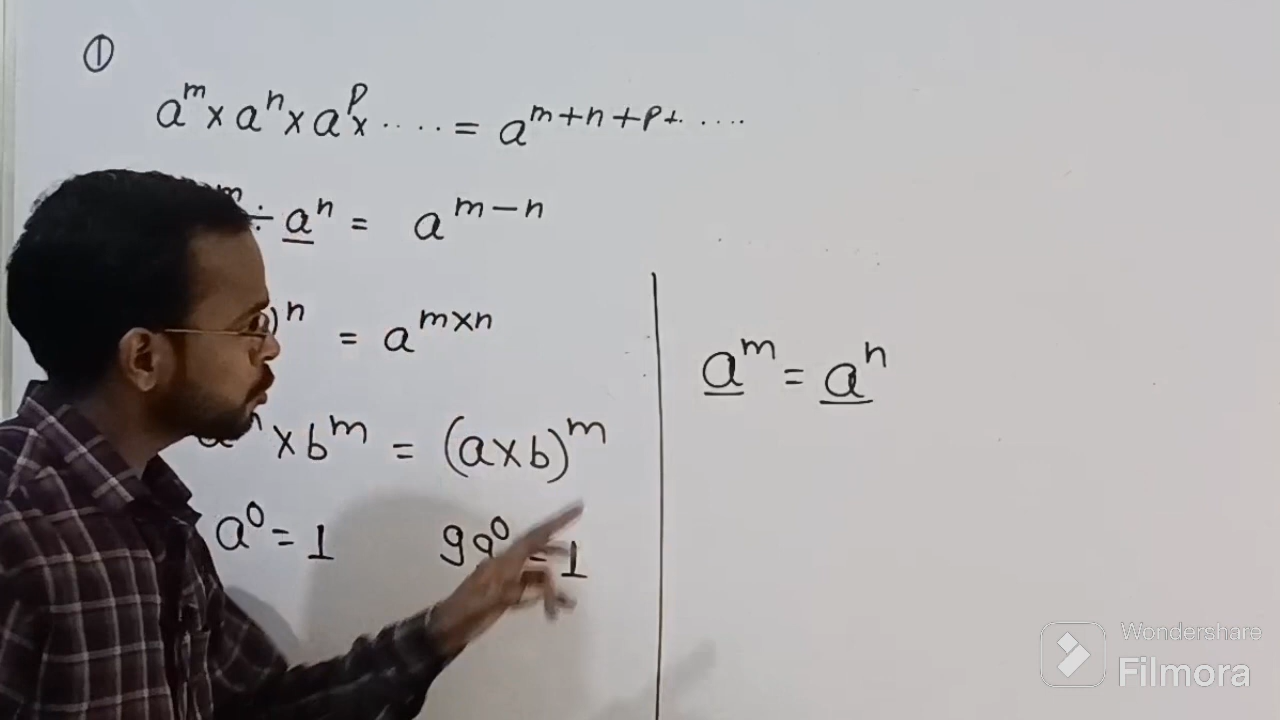 ①
a^m × a^n × a^p × ···· = a^{m+n+p+····}
÷ a^n = a^{m-n}
)^n = a^{m×n}
× b^m = (a×b)^m
a^0 = 1 99^0 = 1
a^m = a^n
Wondershare
Filmora